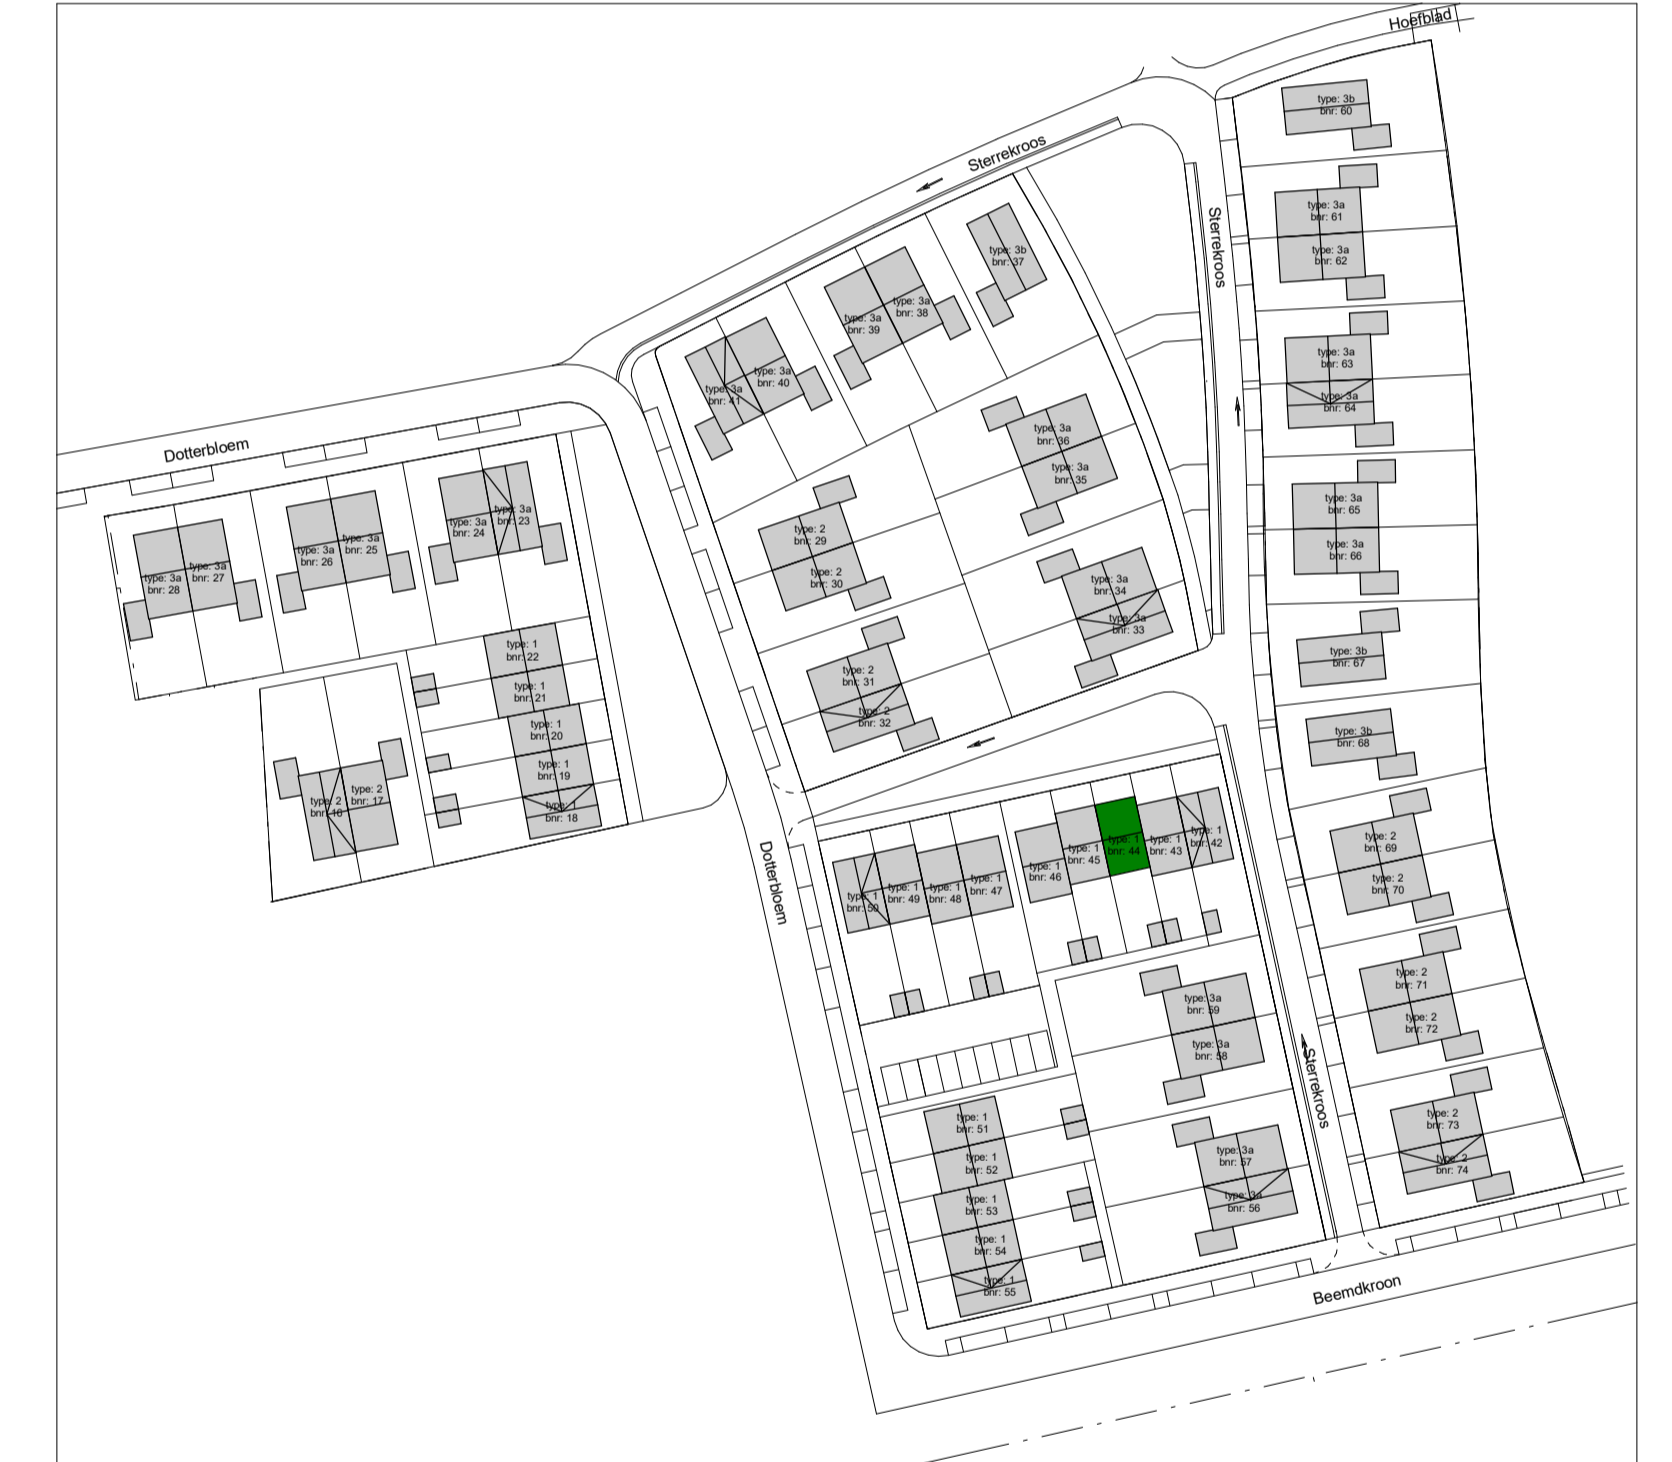 Hoefblad
type: 3b
bnr: 60
Sterrekroos
type: 3a
bnr: 61
type: 3a
bnr: 62
Sterrekroos
type: 3b
bnr: 37
type: 3a
bnr: 38
type: 3a
bnr: 39
type: 3a
bnr: 40
type: 3a
bnr: 41
type: 3a
bnr: 63
type: 3a
bnr: 64
Dotterbloem
type: 3a
bnr: 36
type: 3a
bnr: 35
type: 3a
bnr: 65
type: 3a
bnr: 66
type: 3a
bnr: 23
type: 3a
bnr: 24
type: 3a
bnr: 25
type: 3a
bnr: 26
type: 3a
bnr: 27
type: 3a
bnr: 28
type: 2
bnr: 29
type: 2
bnr: 30
type: 3a
bnr: 34
type: 3a
bnr: 33
type: 1
bnr: 22
type: 1
bnr: 21
type: 1
bnr: 20
type: 1
bnr: 19
type: 1
bnr: 18
type: 2
bnr: 31
type: 2
bnr: 32
type: 3b
bnr: 67
type: 3b
bnr: 68
type: 2
bnr: 17
type: 2
bnr: 16
Dotterbloem
type: 1
bnr: 42
type: 1
bnr: 43
type: 1
bnr: 44
type: 1
bnr: 45
type: 1
bnr: 46
type: 1
bnr: 47
type: 1
bnr: 48
type: 1
bnr: 49
type: 1
bnr: 50
type: 2
bnr: 69
type: 2
bnr: 70
type: 2
bnr: 71
type: 2
bnr: 72
type: 3a
bnr: 59
type: 3a
bnr: 58
Sterrekroos
type: 1
bnr: 51
type: 1
bnr: 52
type: 1
bnr: 53
type: 1
bnr: 54
type: 1
bnr: 55
type: 3a
bnr: 57
type: 3a
bnr: 56
type: 2
bnr: 73
type: 2
bnr: 74
Beemdkroon